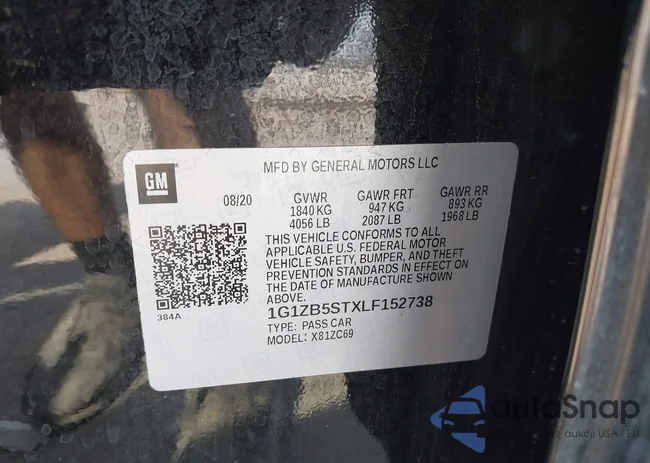 MFD BY GENERAL MOTORS LLC
GM
08/20 GVWR GAWR FRT GAWR RR
1840 KG 947 KG 893 KG
4056 LB 2087 LB 1968 LB
THIS VEHICLE CONFORMS TO ALL
APPLICABLE U.S. FEDERAL MOTOR
VEHICLE SAFETY, BUMPER, AND THEFT
PREVENTION STANDARDS IN EFFECT ON
THE DATE OF MANUFACTURE SHOWN
ABOVE.
384A
1G1ZB5STXLF152738
TYPE: PASS CAR
MODEL: X81ZC69
autoSnap
z aukcji USA i EU